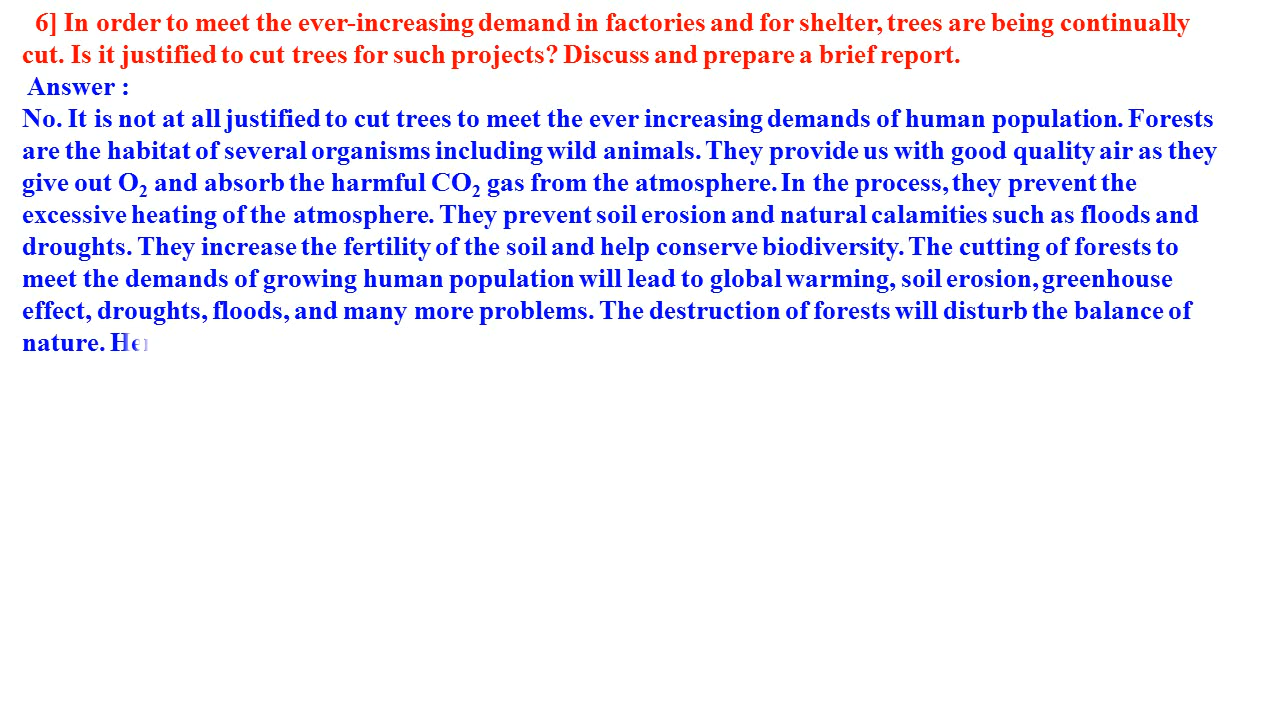 6] In order to meet the ever-increasing demand in factories and for shelter, trees are being continually
cut. Is it justified to cut trees for such projects? Discuss and prepare a brief report.
Answer :
No. It is not at all justified to cut trees to meet the ever increasing demands of human population. Forests
are the habitat of several organisms including wild animals. They provide us with good quality air as they
give out O₂ and absorb the harmful CO₂ gas from the atmosphere. In the process, they prevent the
excessive heating of the atmosphere. They prevent soil erosion and natural calamities such as floods and
droughts. They increase the fertility of the soil and help conserve biodiversity. The cutting of forests to
meet the demands of growing human population will lead to global warming, soil erosion, greenhouse
effect, droughts, floods, and many more problems. The destruction of forests will disturb the balance of
nature.